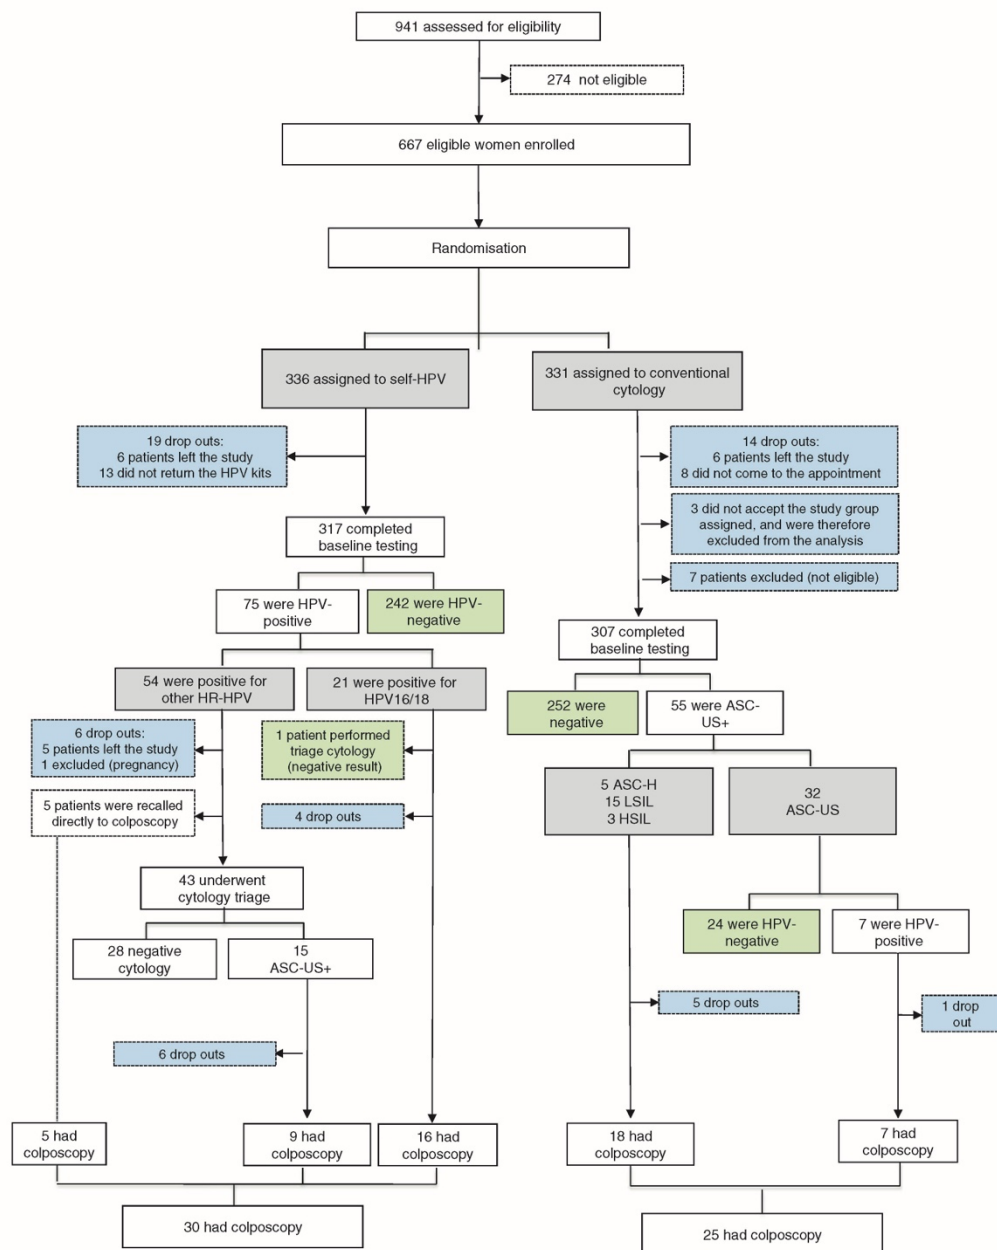 941 assessed for eligibility
274 not eligible
667 eligible women enrolled
Randomisation
336 assigned to self-HPV
331 assigned to conventional
cytology
19 drop outs:
6 patients left the study
13 did not return the HPV kits
14 drop outs:
6 patients left the study
8 did not come to the appointment
3 did not accept the study group
assigned, and were therefore
excluded from the analysis
7 patients excluded (not eligible)
317 completed
baseline testing
75 were HPV-
positive
242 were HPV-
negative
307 completed
baseline testing
54 were positive for
other HR-HPV
21 were positive for
HPV16/18
252 were
negative
55 were ASC-
US+
6 drop outs:
5 patients left the study
1 excluded (pregnancy)
1 patient performed
triage cytology
(negative result)
5 patients were recalled
directly to colposcopy
4 drop outs
5 ASC-H
15 LSIL
3 HSIL
32
ASC-US
43 underwent
cytology triage
28 negative
cytology
15
ASC-US+
24 were HPV-
negative
7 were HPV-
positive
5 drop outs
1 drop
out
6 drop outs
5 had
colposcopy
9 had
colposcopy
16 had
colposcopy
18 had
colposcopy
7 had
colposcopy
30 had colposcopy
25 had colposcopy